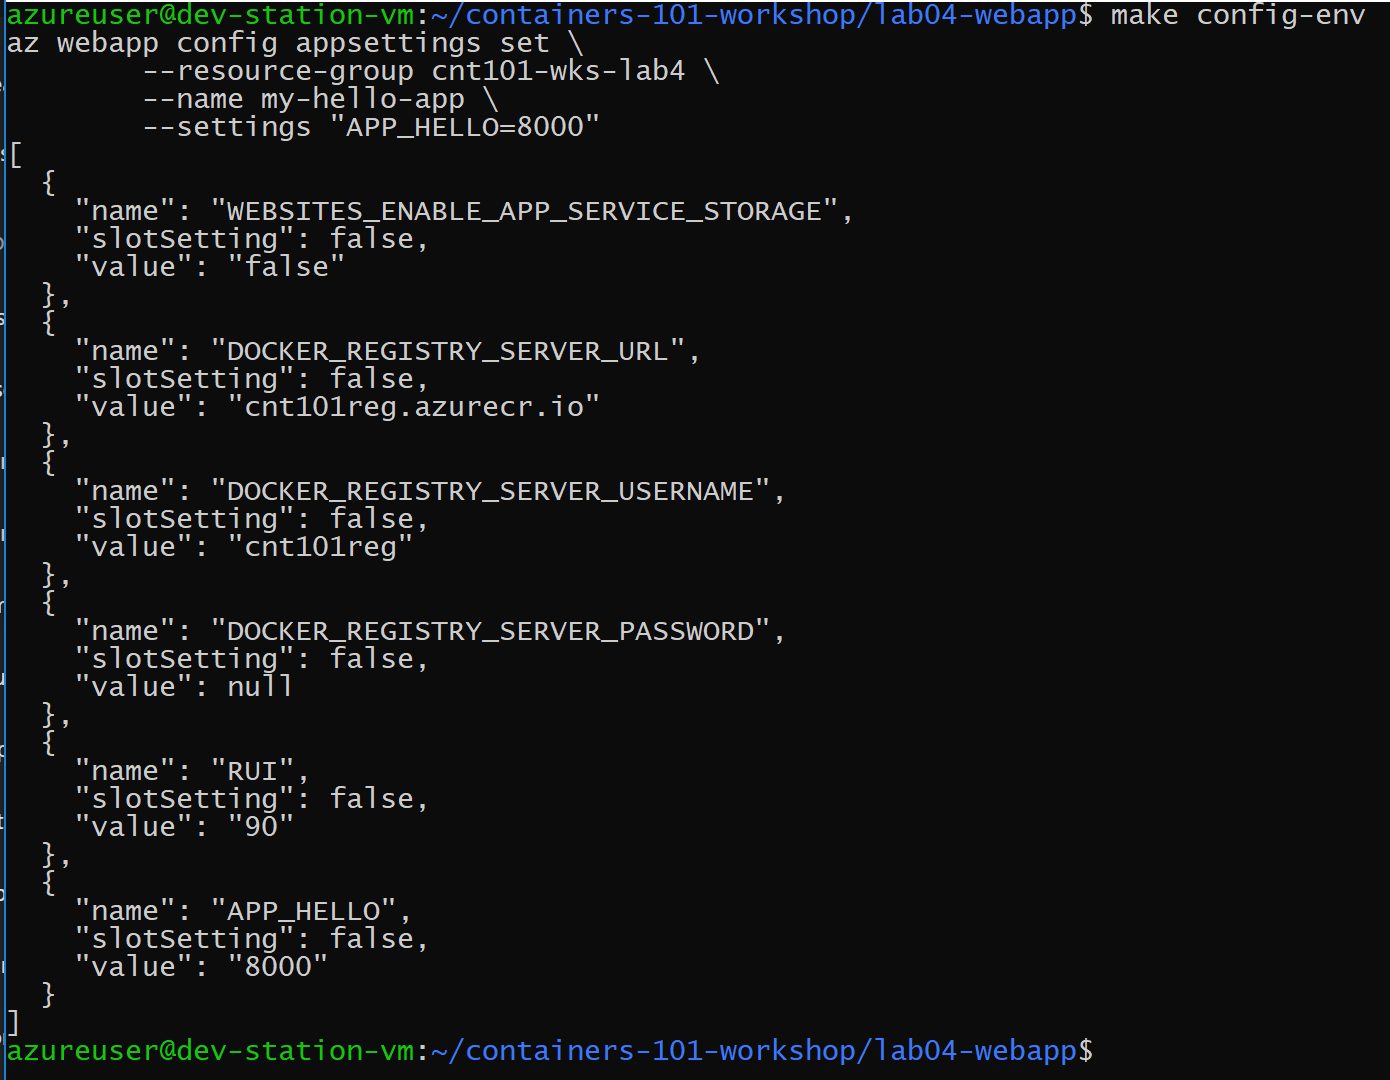 azureuser@dev-station-vm:~/containers-101-workshop/lab04-webapp$ make config-env
az webapp config appsettings set \
        --resource-group cnt101-wks-lab4 \
        --name my-hello-app \
        --settings "APP_HELLO=8000"
[
  {
    "name": "WEBSITES_ENABLE_APP_SERVICE_STORAGE",
    "slotSetting": false,
    "value": "false"
  },
  {
    "name": "DOCKER_REGISTRY_SERVER_URL",
    "slotSetting": false,
    "value": "cnt101reg.azurecr.io"
  },
  {
    "name": "DOCKER_REGISTRY_SERVER_USERNAME",
    "slotSetting": false,
    "value": "cnt101reg"
  },
  {
    "name": "DOCKER_REGISTRY_SERVER_PASSWORD",
    "slotSetting": false,
    "value": null
  },
  {
    "name": "RUI",
    "slotSetting": false,
    "value": "90"
  },
  {
    "name": "APP_HELLO",
    "slotSetting": false,
    "value": "8000"
  }
]
azureuser@dev-station-vm:~/containers-101-workshop/lab04-webapp$